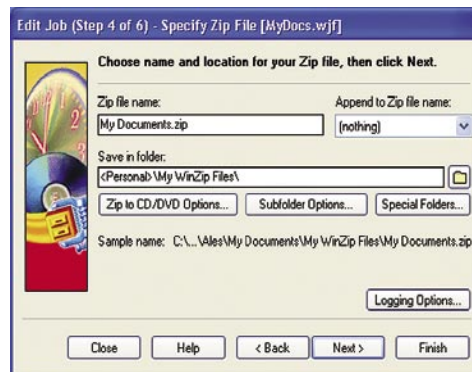 Edit Job (Step 4 of 6) - Specify Zip File [MyDocs.wjf]
Choose name and location for your Zip file, then click Next.
Zip file name:
Append to Zip file name:
My Documents.zip
(nothing)
Save in folder:
<Personal>\My WinZip Files\
Zip to CD/DVD Options...
Subfolder Options...
Special Folders...
Sample name: C:\...\Ales\My Documents\My WinZip Files\My Documents.zip
Logging Options...
Close
Help
< Back
Next >
Finish